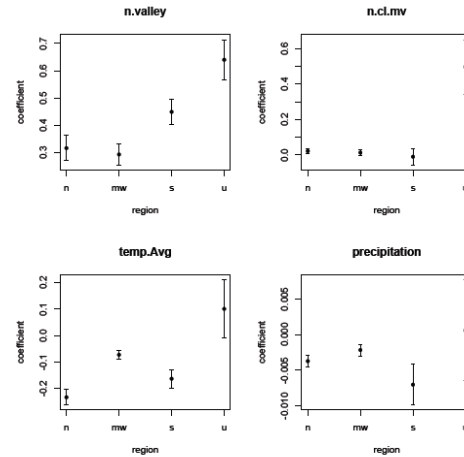 n.valley
coefficient
0.7
0.6
0.5
0.4
0.3
n
mw
s
u
region
n.cl.mv
coefficient
0.6
0.4
0.2
0.0
n
mw
s
region
temp.Avg
coefficient
0.2
0.1
0.0
-0.1
-0.2
n
mw
s
u
region
precipitation
coefficient
0.005
0.000
-0.005
-0.010
n
mw
s
region